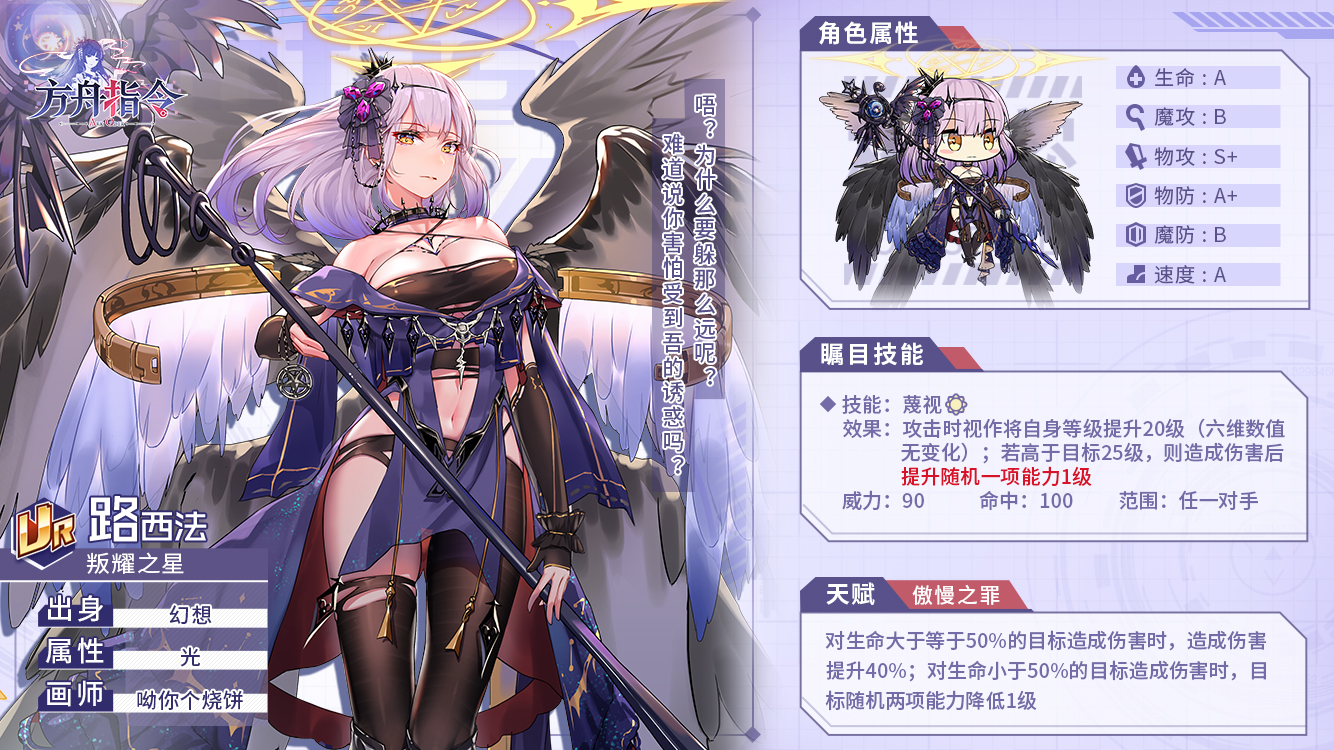 方舟指令
唔？为什么要躲那么远呢？
难道说你害怕受到吾的诱惑吗？
UR
路西法
叛耀之星
出身
幻想
属性
光
画师
呦你个烧饼
角色属性
生命：A
魔攻：B
物攻：S+
物防：A+
魔防：B
速度：A
瞩目技能
技能：蔑视
效果：攻击时视作将自身等级提升20级（六维数值
无变化）；若高于目标25级，则造成伤害后
提升随机一项能力1级
威力：90 命中：100 范围：任一对手
天赋 傲慢之罪
对生命大于等于50%的目标造成伤害时，造成伤害
提升40%；对生命小于50%的目标造成伤害时，目
标随机两项能力降低1级